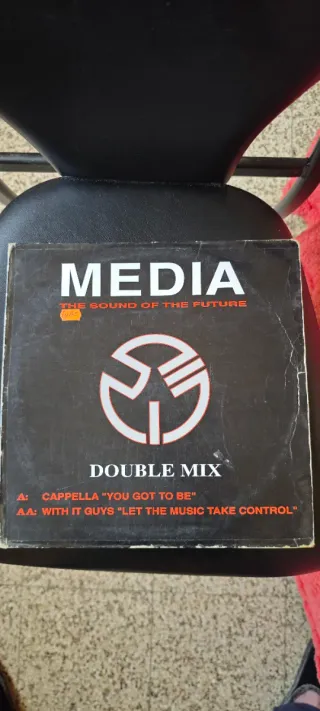 MEDIA
THE SOUND OF THE FUTURE
DOUBLE MIX
A: CAPPELLA "YOU GOT TO BE"
AA: WITH IT GUYS "LET THE MUSIC TAKE CONTROL"